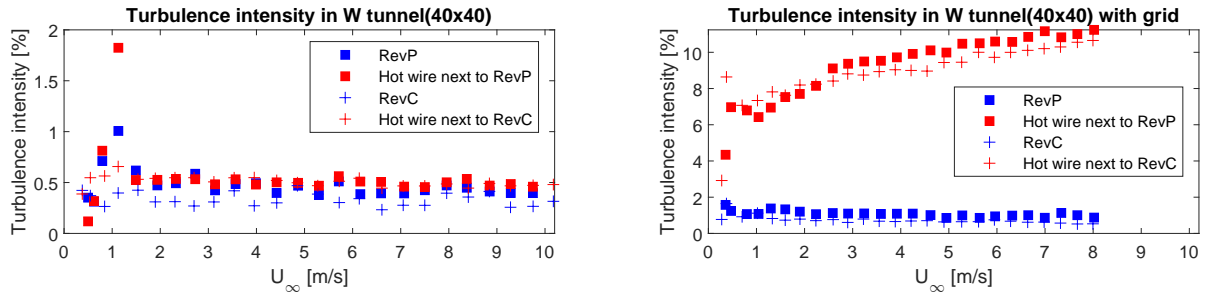 Turbulence intensity in W tunnel(40x40)
Turbulence intensity [%]
2
1.5
1
0.5
0
RevP
Hot wire next to RevP
RevC
Hot wire next to RevC
0 1 2 3 4 5 6 7 8 9 10
U∞ [m/s]
Turbulence intensity in W tunnel(40x40) with grid
Turbulence intensity [%]
10
8
6
4
2
0
RevP
Hot wire next to RevP
RevC
Hot wire next to RevC
0 1 2 3 4 5 6 7 8 9 10
U∞ [m/s]